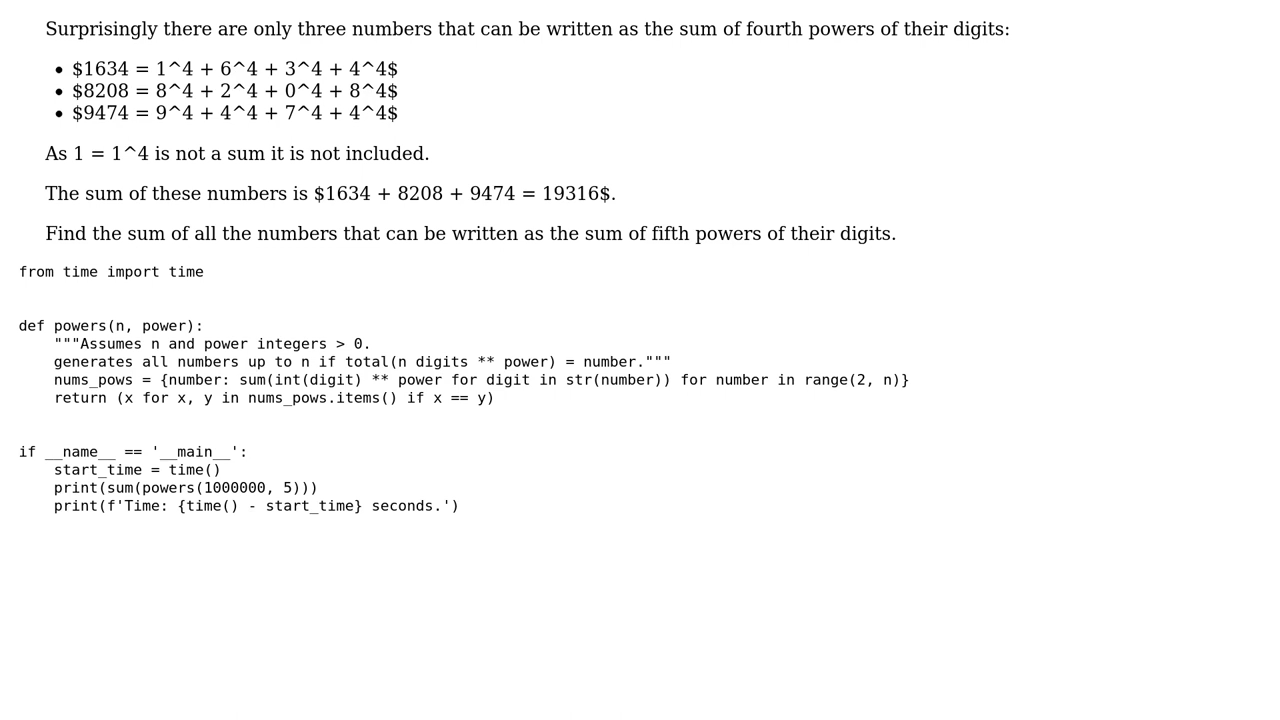 Surprisingly there are only three numbers that can be written as the sum of fourth powers of their digits:
• $1634 = 1^4 + 6^4 + 3^4 + 4^4$
• $8208 = 8^4 + 2^4 + 0^4 + 8^4$
• $9474 = 9^4 + 4^4 + 7^4 + 4^4$
As 1 = 1^4 is not a sum it is not included.
The sum of these numbers is $1634 + 8208 + 9474 = 19316$.
Find the sum of all the numbers that can be written as the sum of fifth powers of their digits.
from time import time
def powers(n, power):
    """Assumes n and power integers > 0.
    generates all numbers up to n if total(n digits ** power) = number."""
    nums_pows = {number: sum(int(digit) ** power for digit in str(number)) for number in range(2, n)}
    return (x for x, y in nums_pows.items() if x == y)
if __name__ == '__main__':
    start_time = time()
    print(sum(powers(1000000, 5)))
    print(f'Time: {time() - start_time} seconds.')